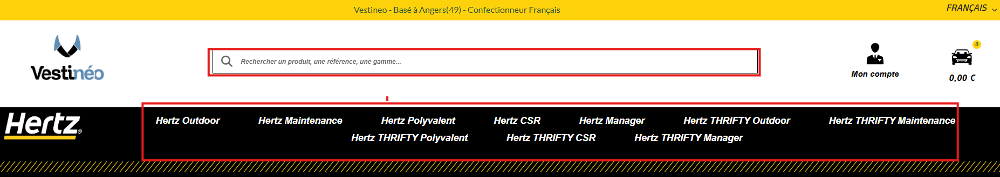 Vestineo - Basé à Angers(49) - Confectionneur Français
FRANÇAIS
Vestinéo
Rechercher un produit, une référence, une gamme...
Mon compte
0
0,00 €
Hertz®
Hertz Outdoor Hertz Maintenance Hertz Polyvalent Hertz CSR Hertz Manager Hertz THRIFTY Outdoor Hertz THRIFTY Maintenance
Hertz THRIFTY Polyvalent Hertz THRIFTY CSR Hertz THRIFTY Manager